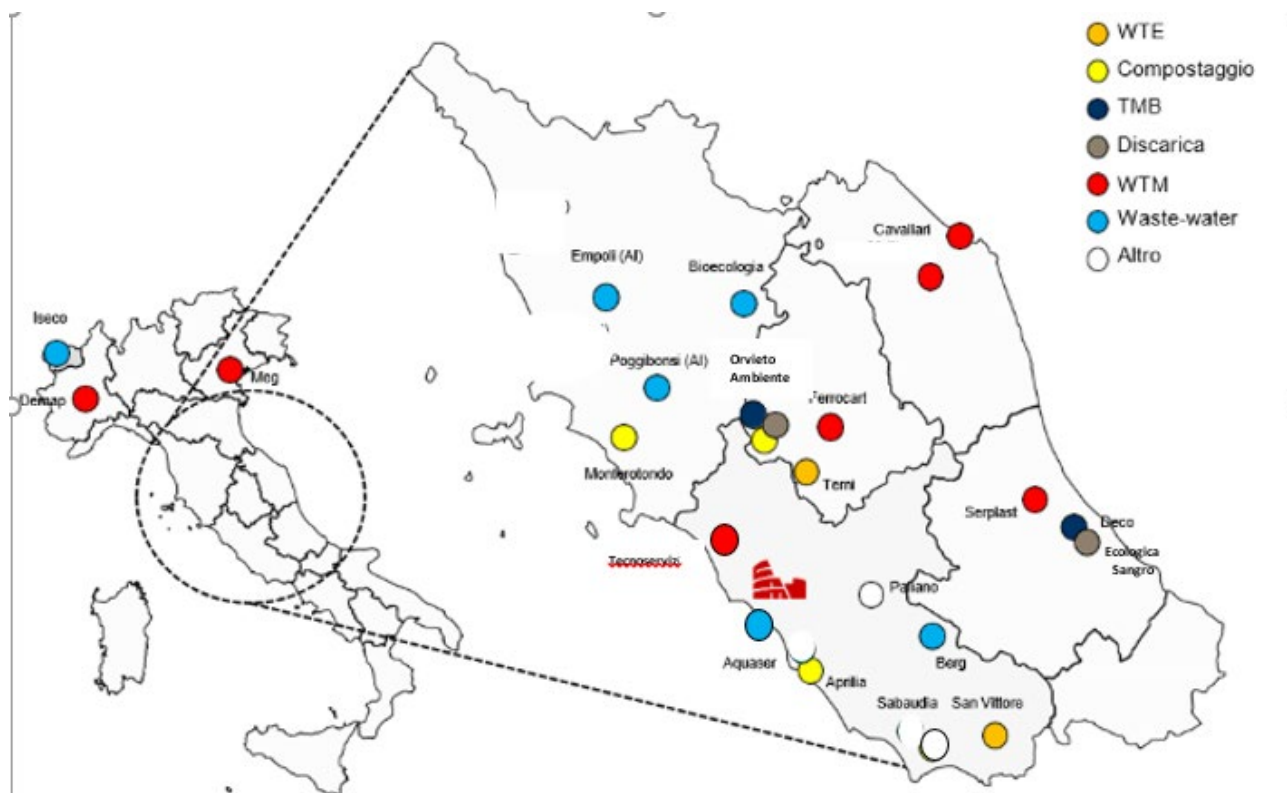 WTE
Compostaggio
TMB
Discarica
WTM
Waste-water
Altro
Cavallari
Empoli (AI)
Bioecologia
Iseco
Meg
Demap
Poggibonsi (AI)
Orvieto
Ambiente
Ferrocart
Monterotondo
Terni
Serplast
Deco
Ecologica
Sangro
Tecnoservizi
Paliano
Aquaser
Berg
Aprilia
Sabaudia
San Vittore